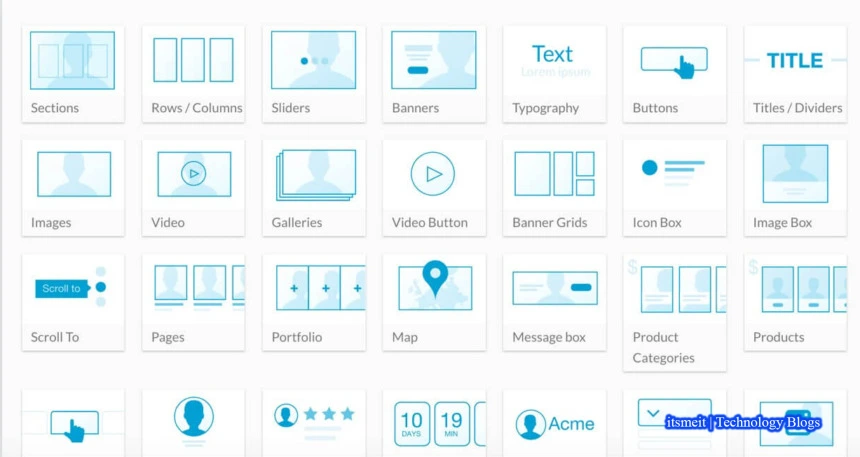 Text
Lorem ipsum
TITLE
Sections
Rows / Columns
Sliders
Banners
Typography
Buttons
Titles / Dividers
Images
Video
Galleries
Video Button
Banner Grids
Icon Box
Image Box
Scroll to
$
$
Scroll To
Pages
Portfolio
Map
Message box
Product
Categories
Products
10
DAYS
19
MIN
Acme
itsmeit | Technology Blogs